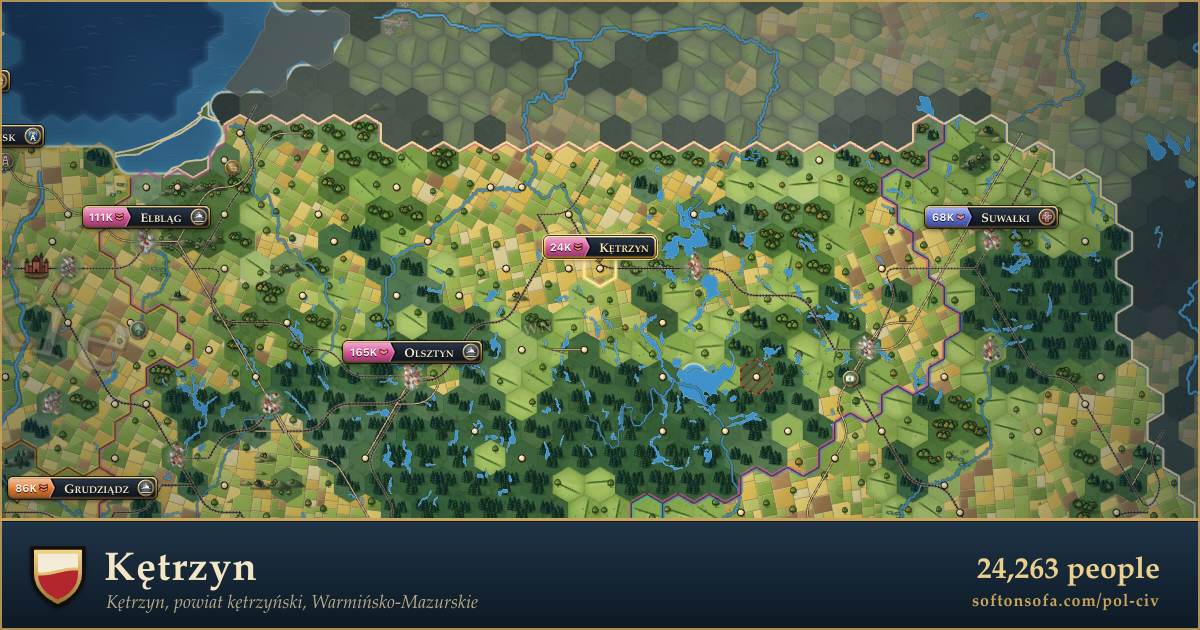 SK
111K ELBLĄG
68K SUWAŁKI
24K KĘTRZYN
165K OLSZTYN
86K GRUDZIĄDZ
Kętrzyn
Kętrzyn, powiat kętrzyński, Warmińsko-Mazurskie
24,263 people
softonsofa.com/pol-civ